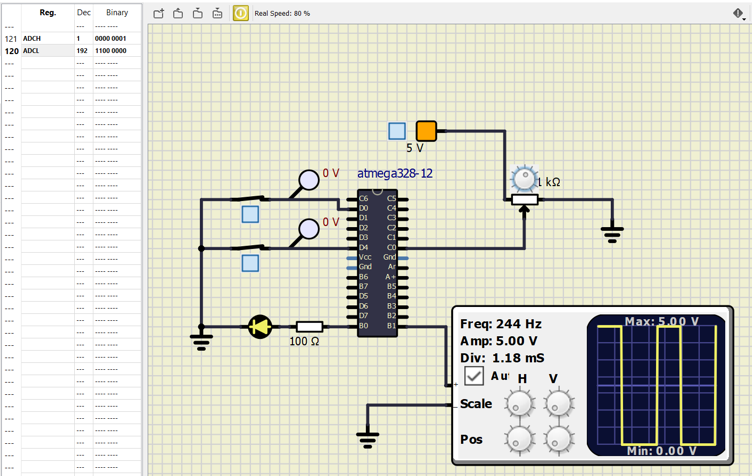 Reg. Dec Binary
Real Speed: 80 %
--- --- ---- ----
121 ADCH 1 0000 0001
120 ADCL 192 1100 0000
5 V
atmega328-12
1 kΩ
0 V
0 V
C6 C5
D0 C4
D1 C3
D2 C2
D3 C1
D4 C0
Vcc Gnd
Gnd Ar
B6 A+
B7 B5
D5 B4
D6 B3
D7 B2
B0 B1
100 Ω
Freq: 244 Hz
Amp: 5.00 V
Div: 1.18 mS
Au
H V
Scale
Pos
+
-
Max: 5.00 V
Min: 0.00 V